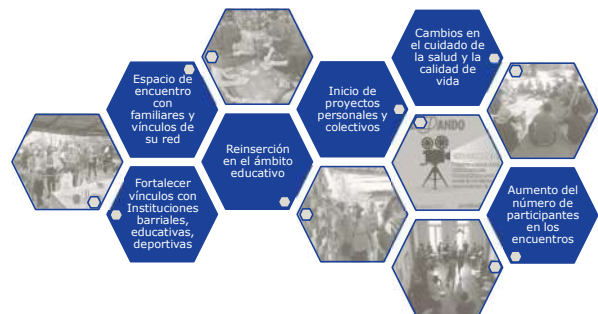 Espacio de
encuentro
con
familiares y
vínculos de
su red
Fortalecer
vínculos con
Instituciones
barriales,
educativas,
deportivas
Reinserción
en el ámbito
educativo
Inicio de
proyectos
personales y
colectivos
Cambios en
el cuidado de
la salud y la
calidad de
vida
ANDO
Aumento del
número de
participantes
en los
encuentros